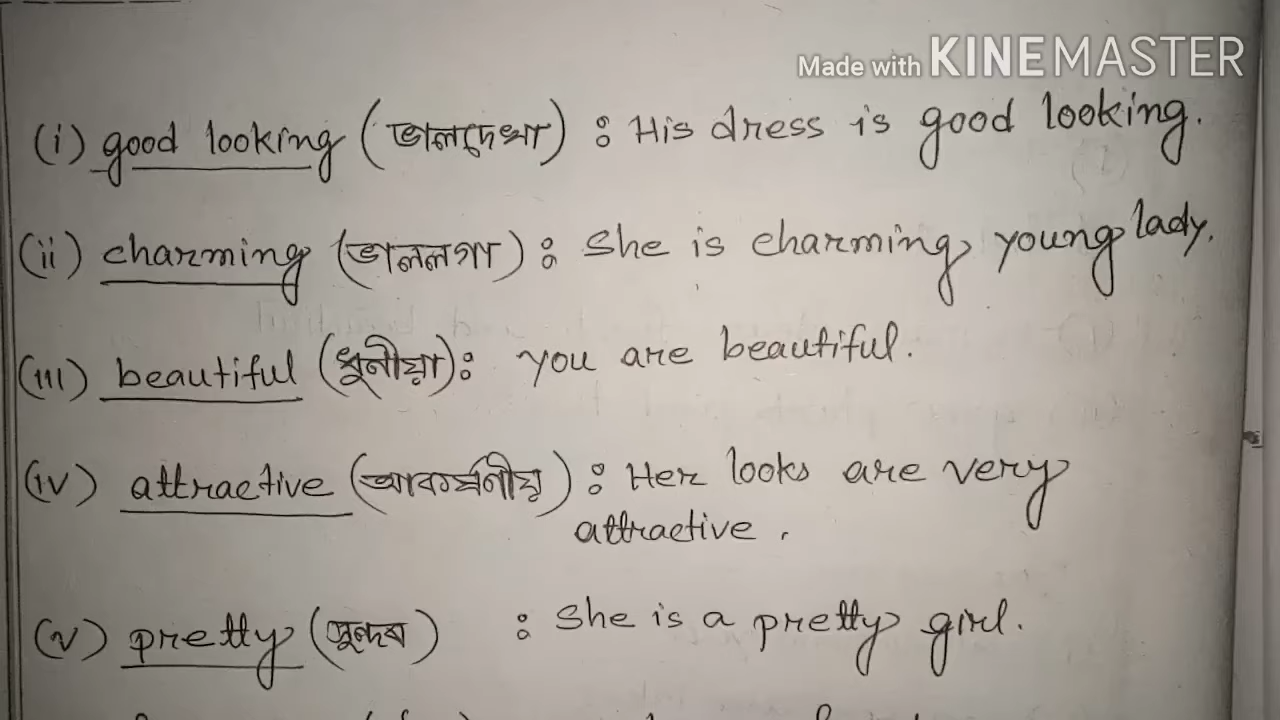 Made with KINEMASTER
(i) good looking (ভালদেখা) : His dress is good looking.
(ii) charming (ভাললগা) : She is charming young lady.
(iii) beautiful (ধুনীয়া) : You are beautiful.
(iv) attractive (আকৰ্ষনীয়) : Her looks are very
attractive.
(v) pretty (সুন্দৰ) : She is a pretty girl.